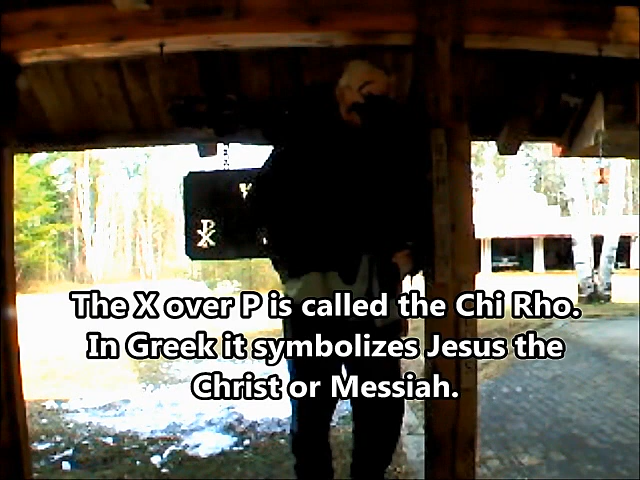 The X over P is called the Chi Rho.
In Greek it symbolizes Jesus the
Christ or Messiah.